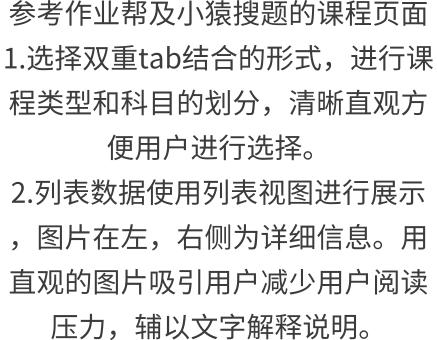 参考作业帮及小猿搜题的课程页面
1.选择双重tab结合的形式，进行课
程类型和科目的划分，清晰直观方
便用户进行选择。
2.列表数据使用列表视图进行展示
，图片在左，右侧为详细信息。用
直观的图片吸引用户减少用户阅读
压力，辅以文字解释说明。